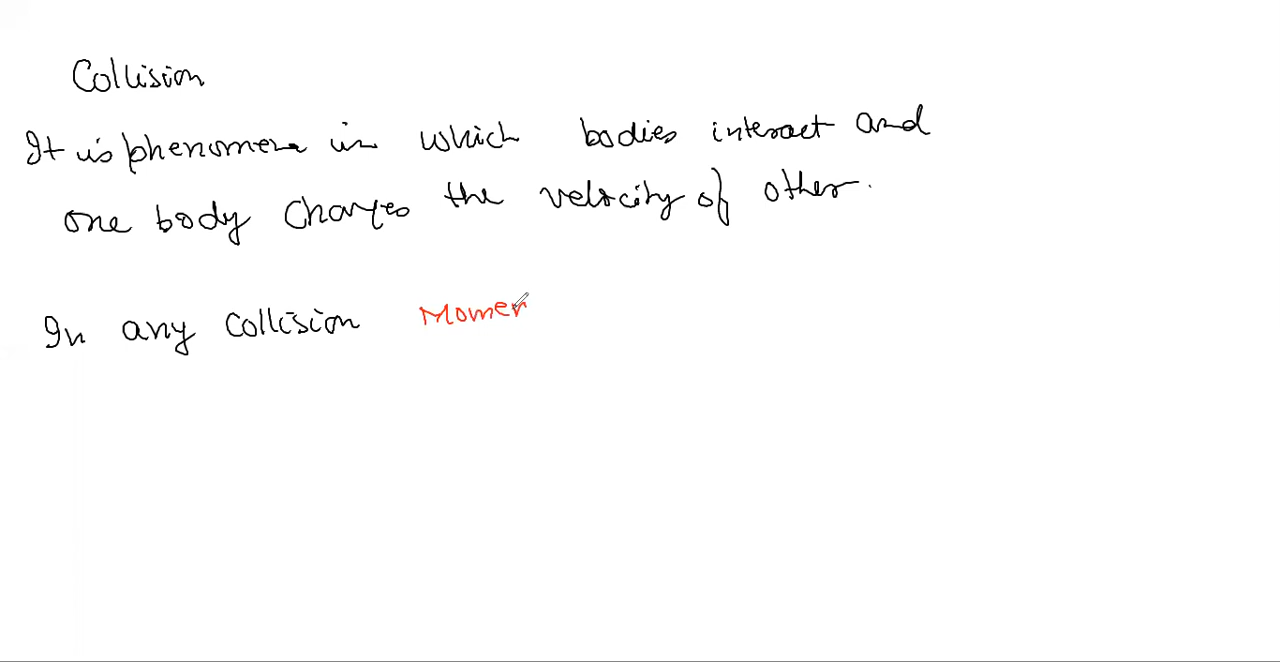 Collision
It is phenomena in which bodies interact and
one body changes the velocity of other.
In any collision Momen